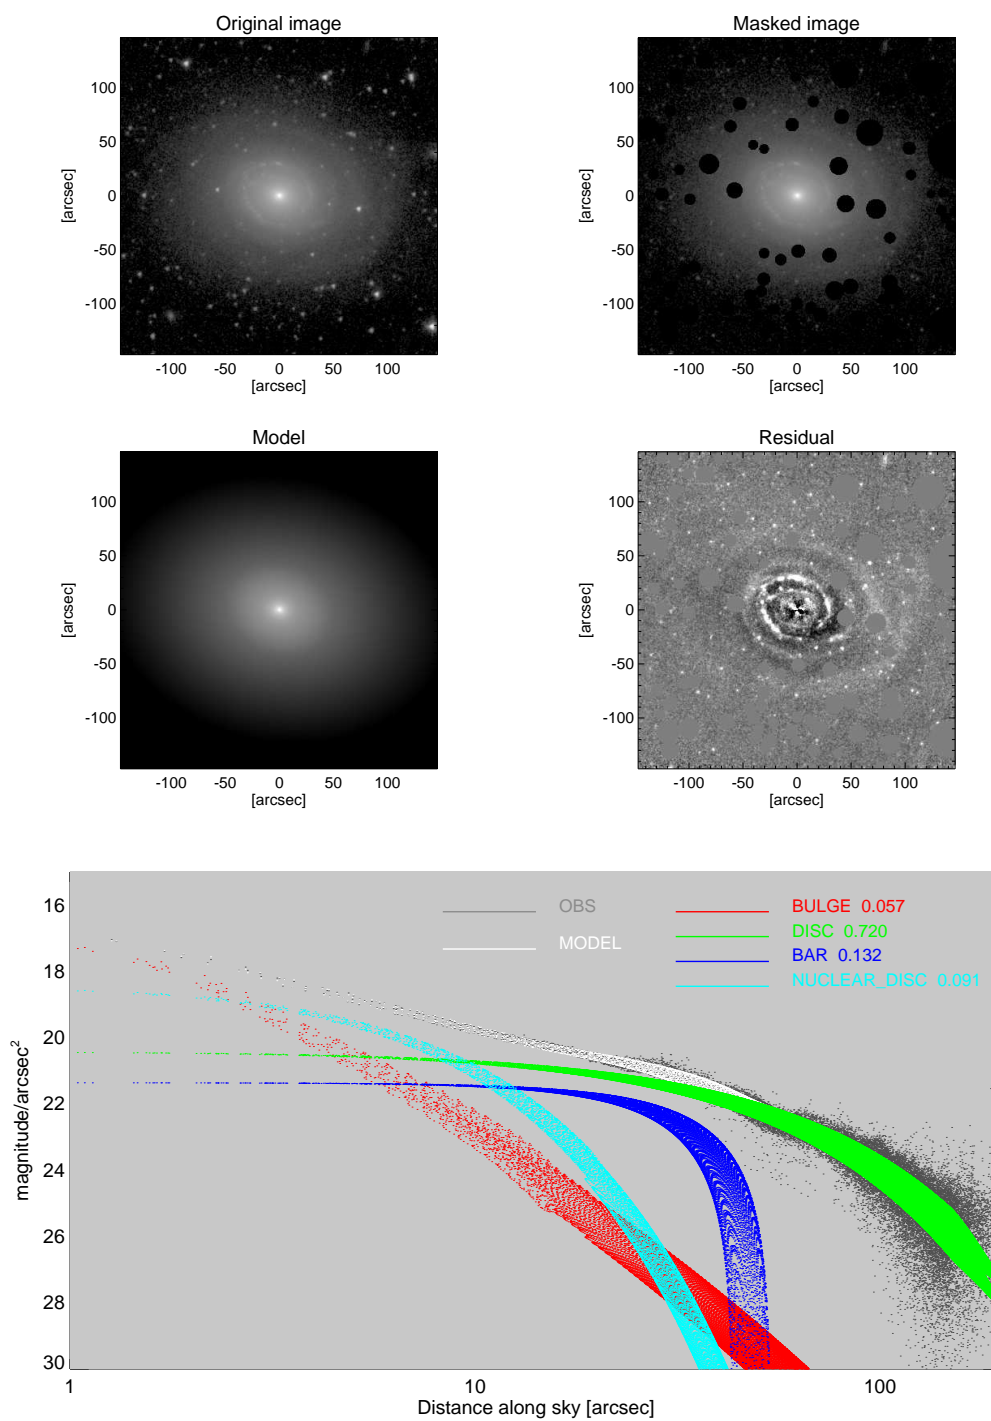 Original image
Masked image
[arcsec]
100
50
0
-50
-100
-100 -50 0 50 100
[arcsec]
[arcsec]
100
50
0
-50
-100
-100 -50 0 50 100
[arcsec]
Model
Residual
[arcsec]
100
50
0
-50
-100
-100 -50 0 50 100
[arcsec]
[arcsec]
100
50
0
-50
-100
-100 -50 0 50 100
[arcsec]
magnitude/arcsec²
16
18
20
22
24
26
28
30
OBS
MODEL
BULGE 0.057
DISC 0.720
BAR 0.132
NUCLEAR_DISC 0.091
1 10 100
Distance along sky [arcsec]